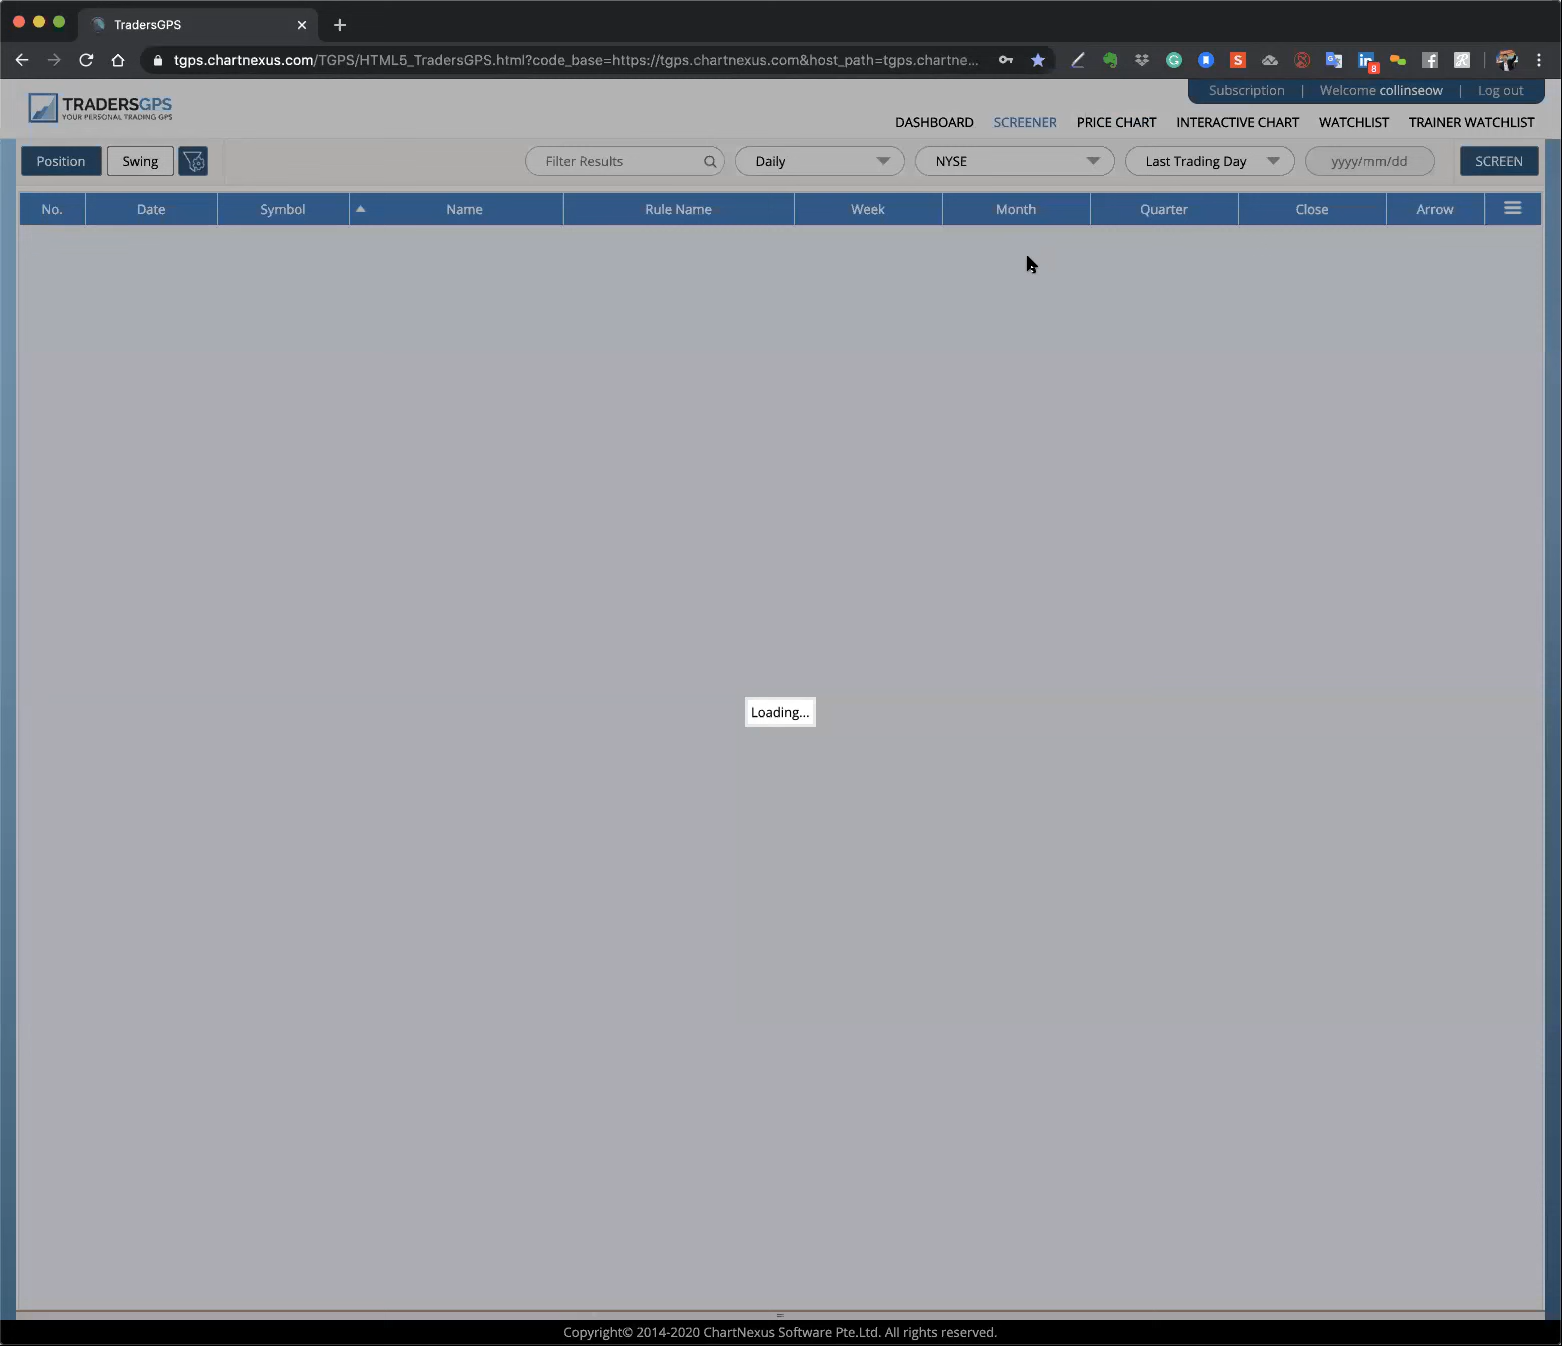 TradersGPS
tgps.chartnexus.com/TGPS/HTML5_TradersGPS.html?code_base=https://tgps.chartnexus.com&host_path=tgps.chartne...
8
Subscription | Welcome collinseow | Log out
TRADERSGPS
YOUR PERSONAL TRADING GPS
DASHBOARD SCREENER PRICE CHART INTERACTIVE CHART WATCHLIST TRAINER WATCHLIST
Position Swing Filter Results Daily NYSE Last Trading Day yyyy/mm/dd SCREEN
No. Date Symbol Name Rule Name Week Month Quarter Close Arrow
Loading...
Copyright© 2014-2020 ChartNexus Software Pte.Ltd. All rights reserved.